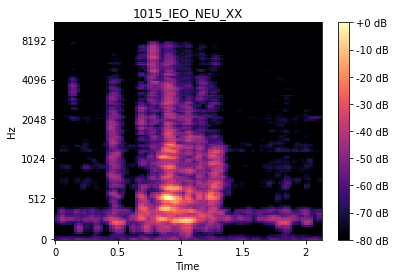 1015_IEO_NEU_XX
Hz
8192
4096
2048
1024
512
0
0
0.5
1
1.5
2
Time
+0 dB
-10 dB
-20 dB
-30 dB
-40 dB
-50 dB
-60 dB
-70 dB
-80 dB